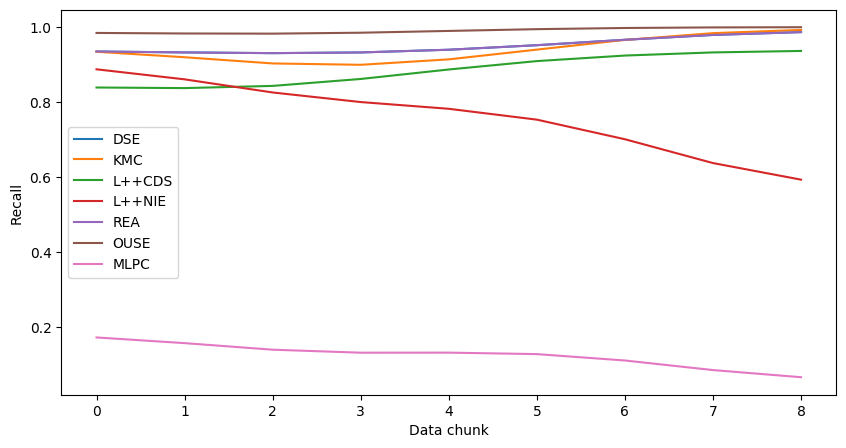 1.0
0.8
0.6
0.4
0.2
Recall
DSE
KMC
L++CDS
L++NIE
REA
OUSE
MLPC
0 1 2 3 4 5 6 7 8
Data chunk